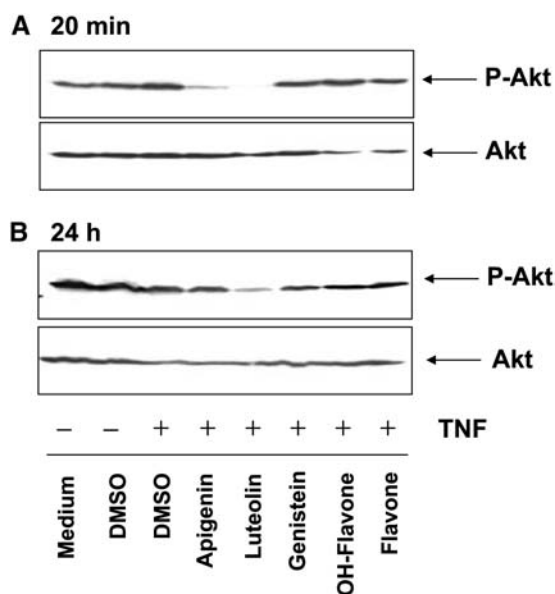 A 20 min
P-Akt
Akt
B 24 h
P-Akt
Akt
– – + + + + + + TNF
Medium
DMSO
DMSO
Apigenin
Luteolin
Genistein
OH-Flavone
Flavone